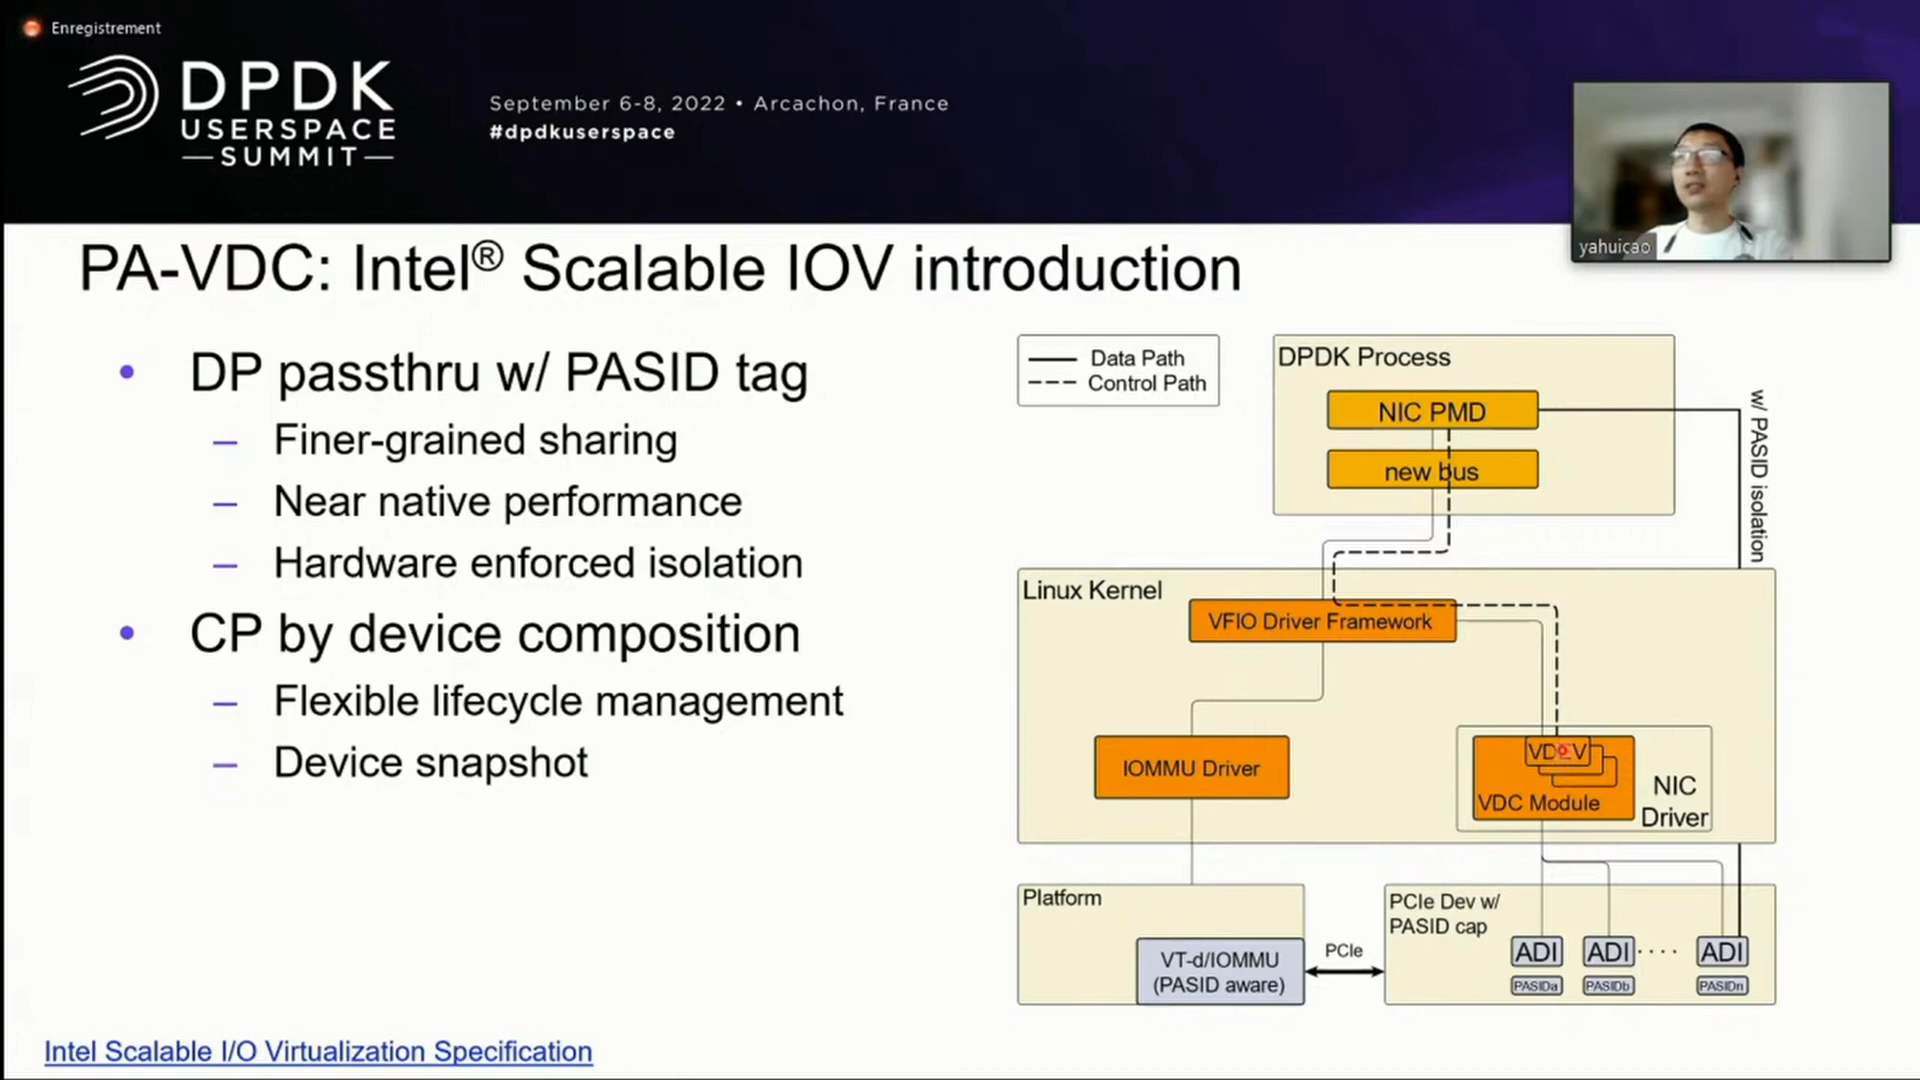 Enregistrement
DPDK
USERSPACE
SUMMIT
September 6-8, 2022 • Arcachon, France
#dpdkuserspace
yahuicao
PA-VDC: Intel® Scalable IOV introduction
• DP passthru w/ PASID tag
– Finer-grained sharing
– Near native performance
– Hardware enforced isolation
• CP by device composition
– Flexible lifecycle management
– Device snapshot
Data Path
Control Path
DPDK Process
NIC PMD
new bus
w/ PASID isolation
Linux Kernel
VFIO Driver Framework
IOMMU Driver
VDEV
VDC Module
NIC
Driver
Platform
VT-d/IOMMU
(PASID aware)
PCIe
PCIe Dev w/
PASID cap
ADI ADI ···· ADI
PASIDa PASIDb PASIDn
Intel Scalable I/O Virtualization Specification